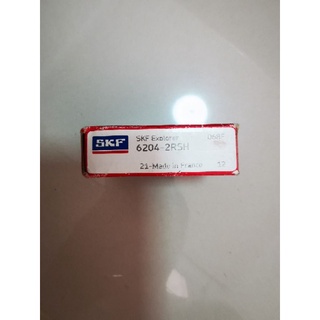 SKF
SKF Explorer
6204-2RSH
21-Made in France